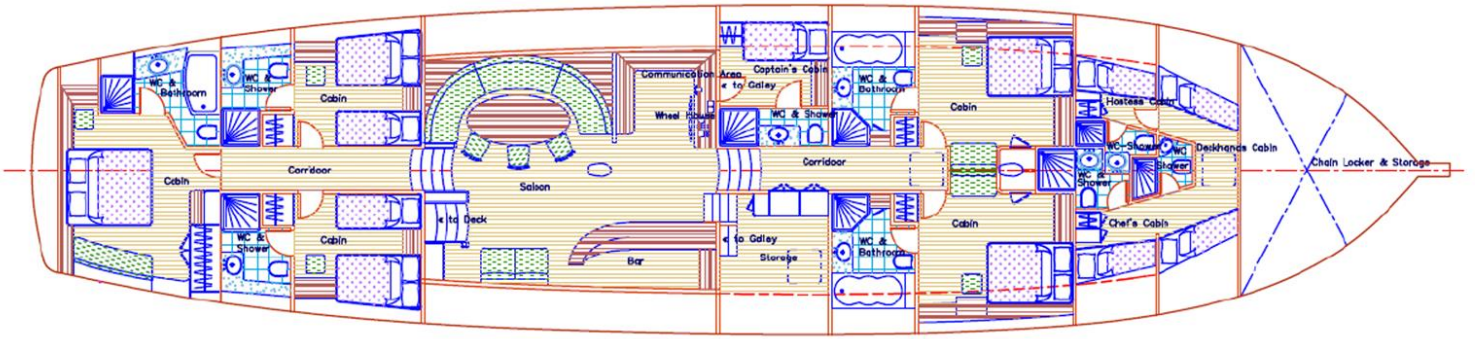 WC &
Bathroom
WC &
Shower
Cabin
Cabin
Corridoor
WC &
Shower
Cabin
Communication Area
Wheel House
Saloon
< to Deck
Bar
Captain's Cabin
< to Galley
WC & Shower
Corridoor
< to Galley
Storage
WC &
Bathroom
Cabin
WC &
Bathroom
Cabin
Hostess Cabin
WC-Shower
WC
Shower
Deckhands Cabin
WC &
Shower
Chef's Cabin
Chain Locker & Storage